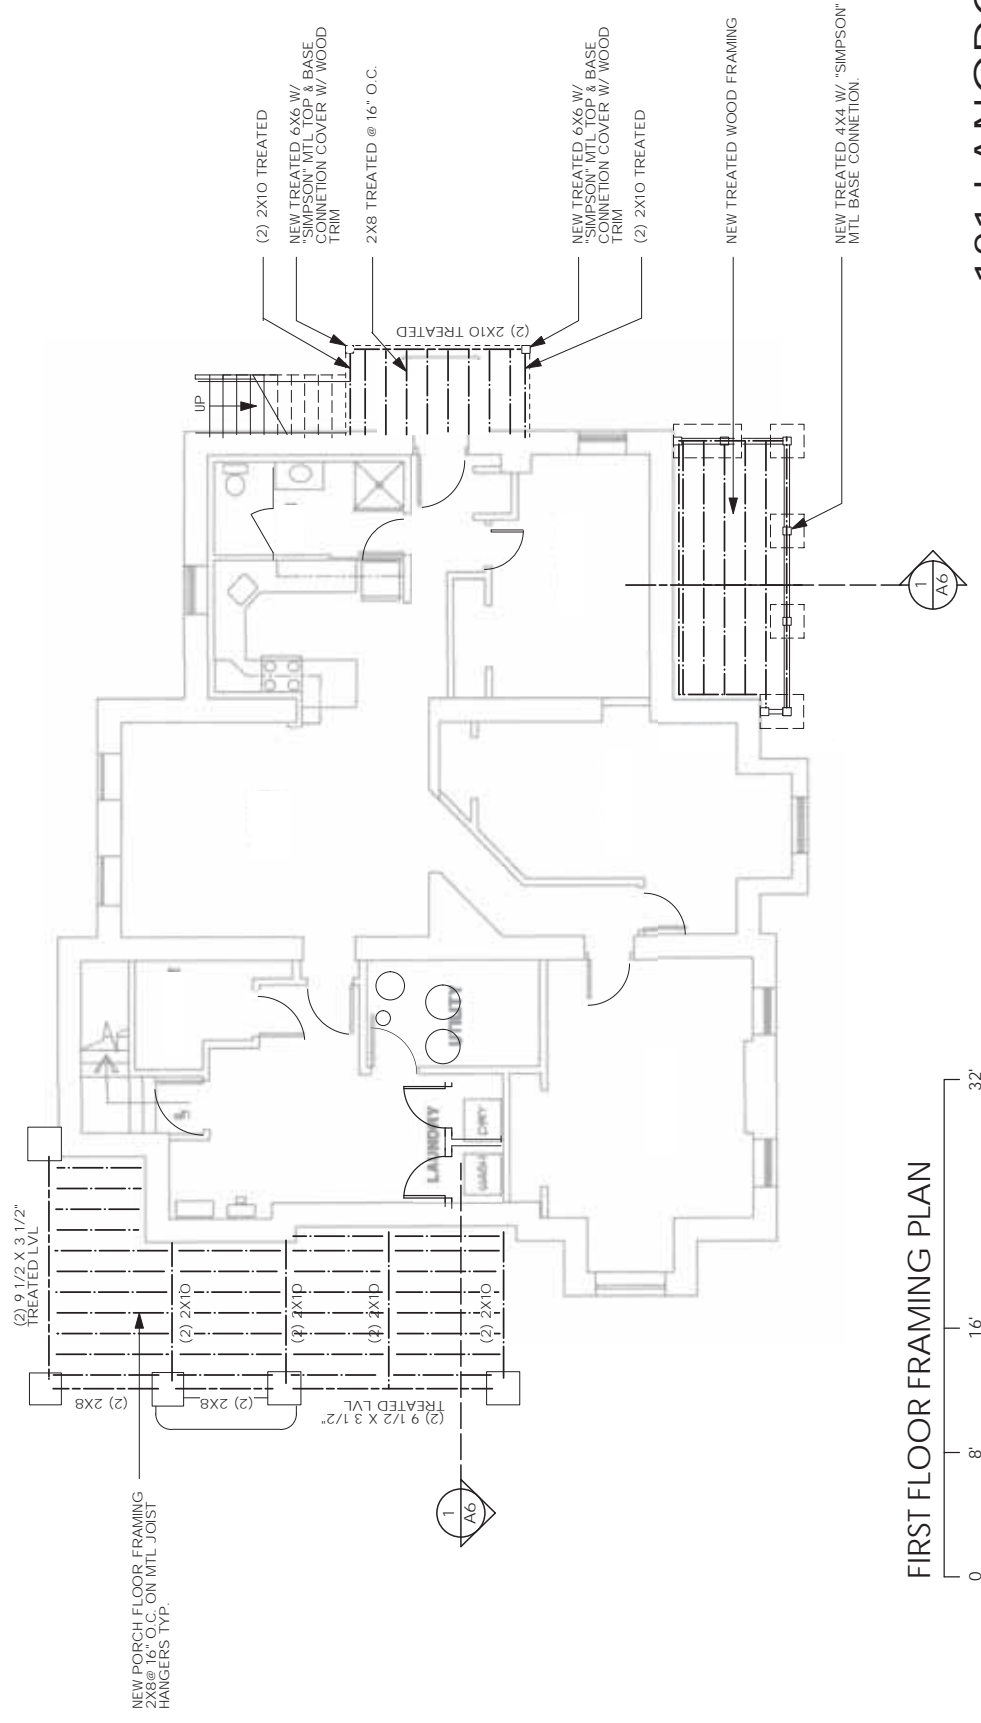 (2) 2X10 TREATED
NEW TREATED 6X6 W/
"SIMPSON" MTL TOP & BASE
CONNETION COVER W/ WOOD
TRIM
2X8 TREATED @ 16" O.C.
NEW TREATED 6X6 W/
"SIMPSON" MTL TOP & BASE
CONNETION COVER W/ WOOD
TRIM
(2) 2X10 TREATED
NEW TREATED WOOD FRAMING
NEW TREATED 4X4 W/ "SIMPSON"
MTL BASE CONNETION.
(2) 2X10 TREATED
UP
1
A6
UTILITY
LAUNDRY
DRY
WASH
(2) 9 1/2 X 3 1/2"
TREATED LVL
(2) 2X10
(2) 2X10
(2) 2X10
(2) 2X10
(2) 2X8
(2) 2X8
(2) 9 1/2 X 3 1/2"
TREATED LVL
1
A6
NEW PORCH FLOOR FRAMING
2X8@ 16" O.C. ON MTL JOIST
HANGERS TYP.
FIRST FLOOR FRAMING PLAN
0 8' 16' 32'